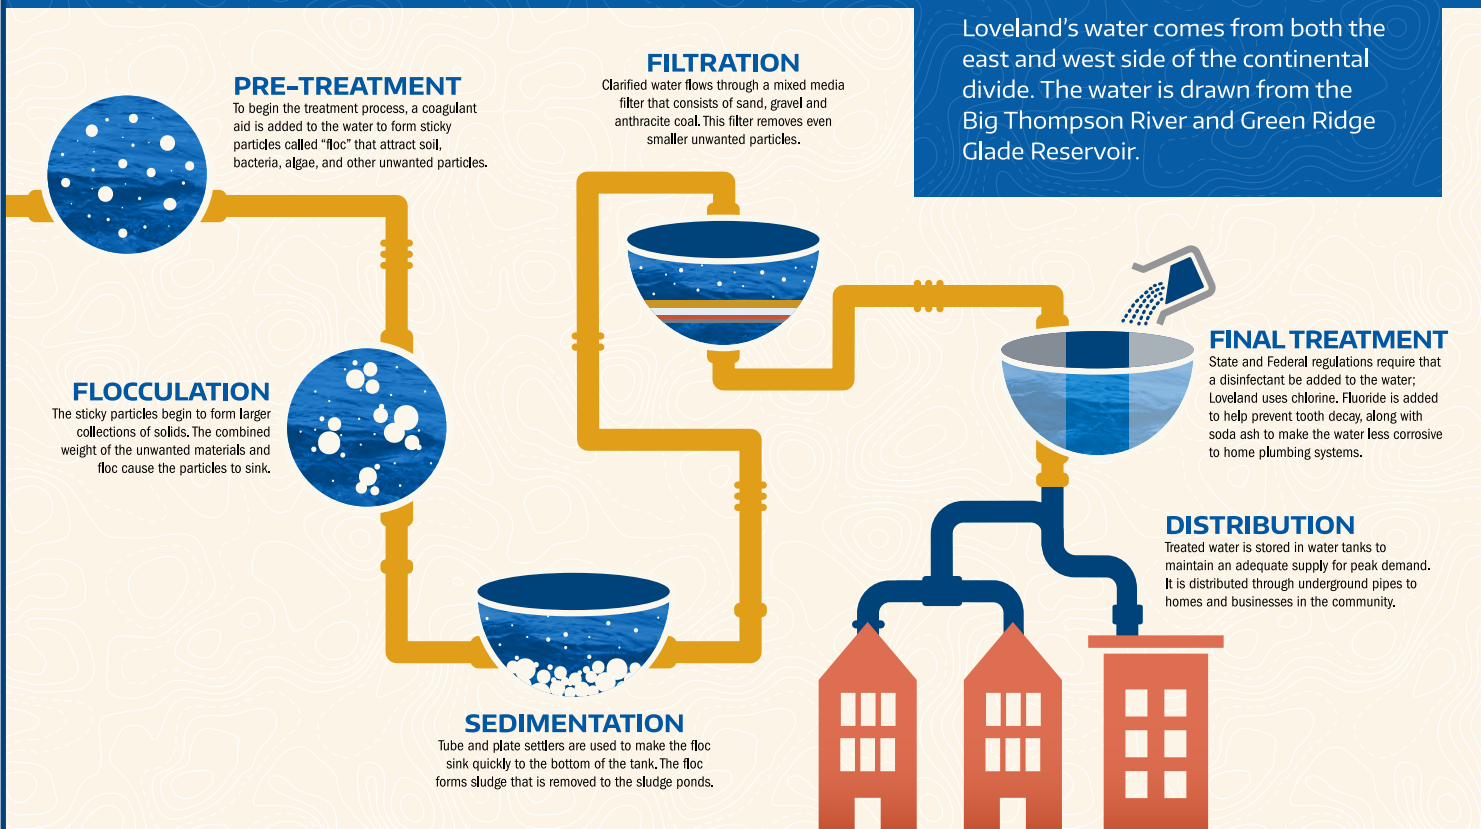 Loveland's water comes from both the
east and west side of the continental
divide. The water is drawn from the
Big Thompson River and Green Ridge
Glade Reservoir.
PRE-TREATMENT
To begin the treatment process, a coagulant
aid is added to the water to form sticky
particles called "floc" that attract soil,
bacteria, algae, and other unwanted particles.
FLOCCULATION
The sticky particles begin to form larger
collections of solids. The combined
weight of the unwanted materials and
floc cause the particles to sink.
SEDIMENTATION
Tube and plate settlers are used to make the floc
sink quickly to the bottom of the tank. The floc
forms sludge that is removed to the sludge ponds.
FILTRATION
Clarified water flows through a mixed media
filter that consists of sand, gravel and
anthracite coal. This filter removes even
smaller unwanted particles.
FINAL TREATMENT
State and Federal regulations require that
a disinfectant be added to the water;
Loveland uses chlorine. Fluoride is added
to help prevent tooth decay, along with
soda ash to make the water less corrosive
to home plumbing systems.
DISTRIBUTION
Treated water is stored in water tanks to
maintain an adequate supply for peak demand.
It is distributed through underground pipes to
homes and businesses in the community.